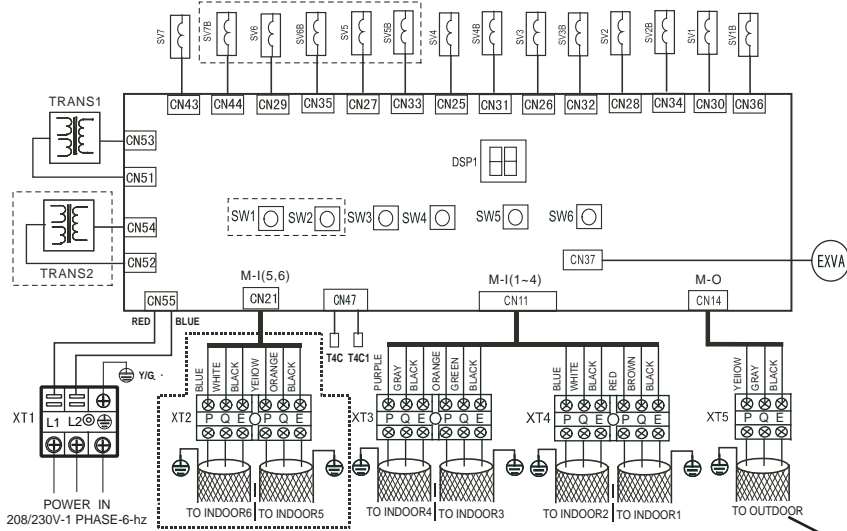 SV7 SV7B SV6 SV6B SV5 SV5B SV4 SV4B SV3 SV3B SV2 SV2B SV1 SV1B
CN43 CN44 CN29 CN35 CN27 CN33 CN25 CN31 CN26 CN32 CN28 CN34 CN30 CN36
TRANS1
CN53
CN51
DSP1
CN54
TRANS2
CN52
SW1 SW2 SW3 SW4 SW5 SW6
CN37
EXVA
M-I(5,6) M-I(1~4) M-O
CN55 CN21 CN47 CN11 CN14
RED BLUE
T4C T4C1
Y/G
BLUE WHITE BLACK YEIIOW ORANGE BLACK
PURPLE GRAY BLACK ORANGE GREEN BLACK
BLUE WHITE BLACK RED BROWN BLACK
YEIIOW GRAY BLACK
XT1 L1 L2
XT2 P Q E P Q E
XT3 P Q E P Q E
XT4 P Q E P Q E
XT5 P Q E
TO INDOOR6 TO INDOOR5
TO INDOOR4 TO INDOOR3
TO INDOOR2 TO INDOOR1
TO OUTDOOR
POWER IN
208/230V-1 PHASE-6-hz